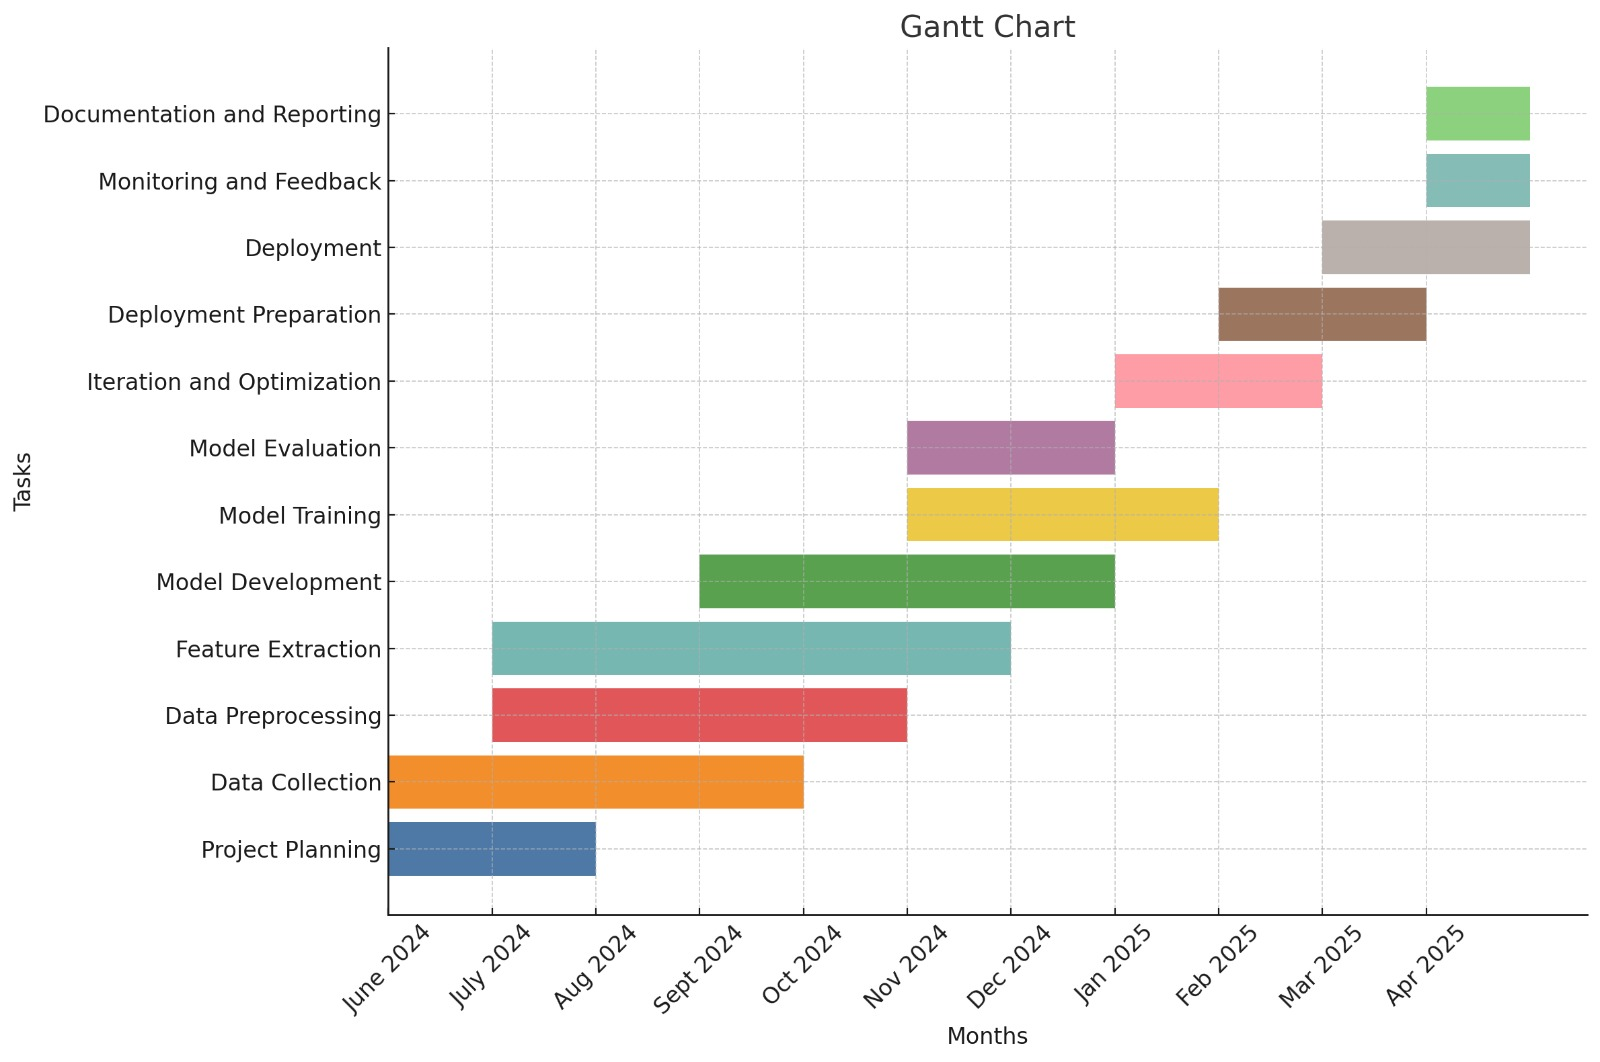 Gantt Chart
Documentation and Reporting
Monitoring and Feedback
Deployment
Deployment Preparation
Iteration and Optimization
Model Evaluation
Model Training
Model Development
Feature Extraction
Data Preprocessing
Data Collection
Project Planning
Tasks
June 2024
July 2024
Aug 2024
Sept 2024
Oct 2024
Nov 2024
Dec 2024
Jan 2025
Feb 2025
Mar 2025
Apr 2025
Months